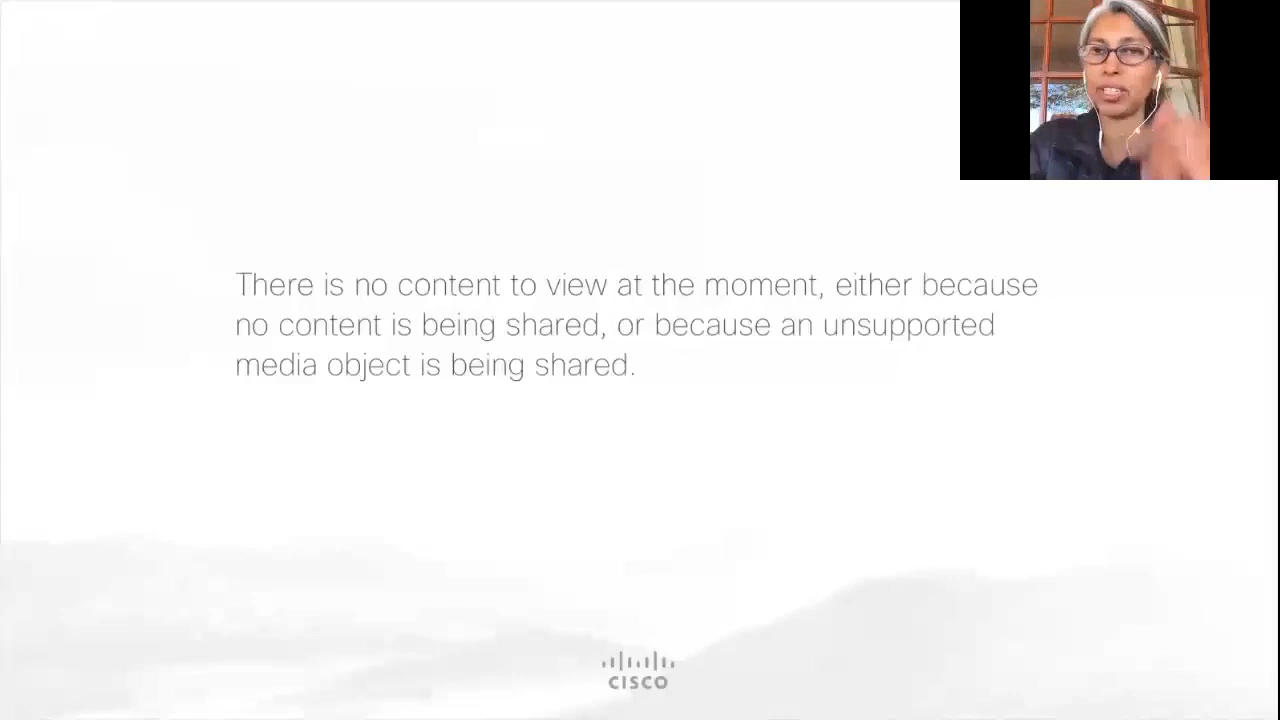 There is no content to view at the moment, either because
no content is being shared, or because an unsupported
media object is being shared.
CISCO